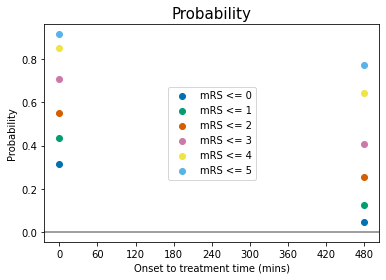 Probability
Probability
0.8
0.6
0.4
0.2
0.0
mRS <= 0
mRS <= 1
mRS <= 2
mRS <= 3
mRS <= 4
mRS <= 5
0 60 120 180 240 300 360 420 480
Onset to treatment time (mins)